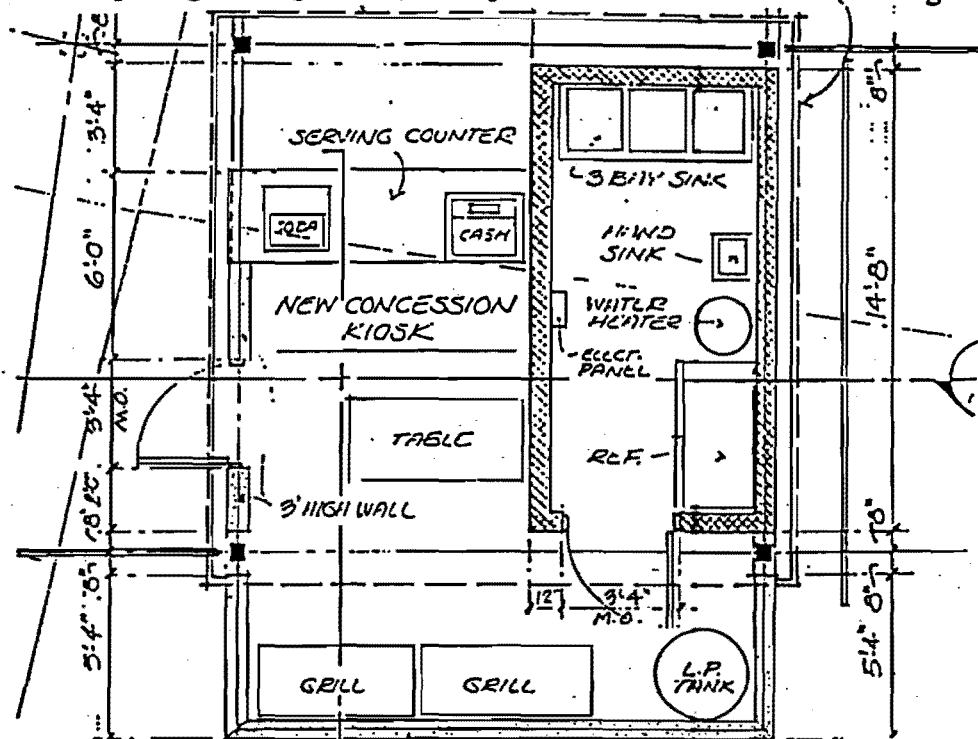 SERVING COUNTER
3 BAY SINK
SODA
CASH
HAND
SINK
NEW CONCESSION
KIOSK
WATER
HEATER
ELECT.
PANEL
TABLE
REF.
3' HIGH WALL
GRILL
GRILL
L.P.
TANK
3'-4"
6'-0"
3'-4"
M.O.
8"
5'-4"
12"
3'-4"
M.O.
8"
14'-8"
8"
8"
5'-4"